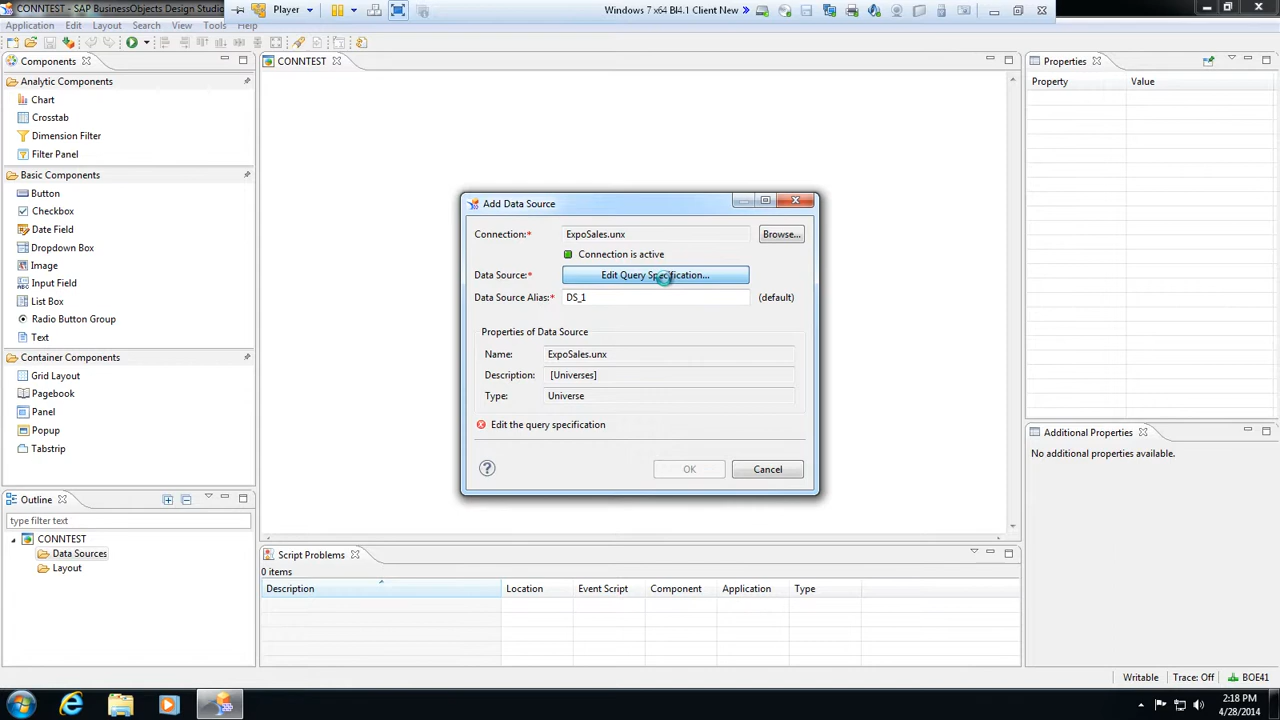 CONNTEST - SAP BusinessObjects Design Studio
Player
Windows 7 x64 BI4.1 Client New
Application Edit Layout Search View Tools Help
Components
Analytic Components
Chart
Crosstab
Dimension Filter
Filter Panel
Basic Components
Button
Checkbox
Date Field
Dropdown Box
Image
Input Field
List Box
Radio Button Group
Text
Container Components
Grid Layout
Pagebook
Panel
Popup
Tabstrip
Outline
type filter text
CONNTEST
Data Sources
Layout
CONNTEST
Add Data Source
Connection:* ExpoSales.unx Browse...
Connection is active
Data Source:* Edit Query Specification...
Data Source Alias:* DS_1 (default)
Properties of Data Source
Name: ExpoSales.unx
Description: [Universes]
Type: Universe
Edit the query specification
? OK Cancel
Script Problems
0 items
Description Location Event Script Component Application Type
Properties
Property Value
Additional Properties
No additional properties available.
Writable Trace: Off BOE41
2:18 PM
4/28/2014